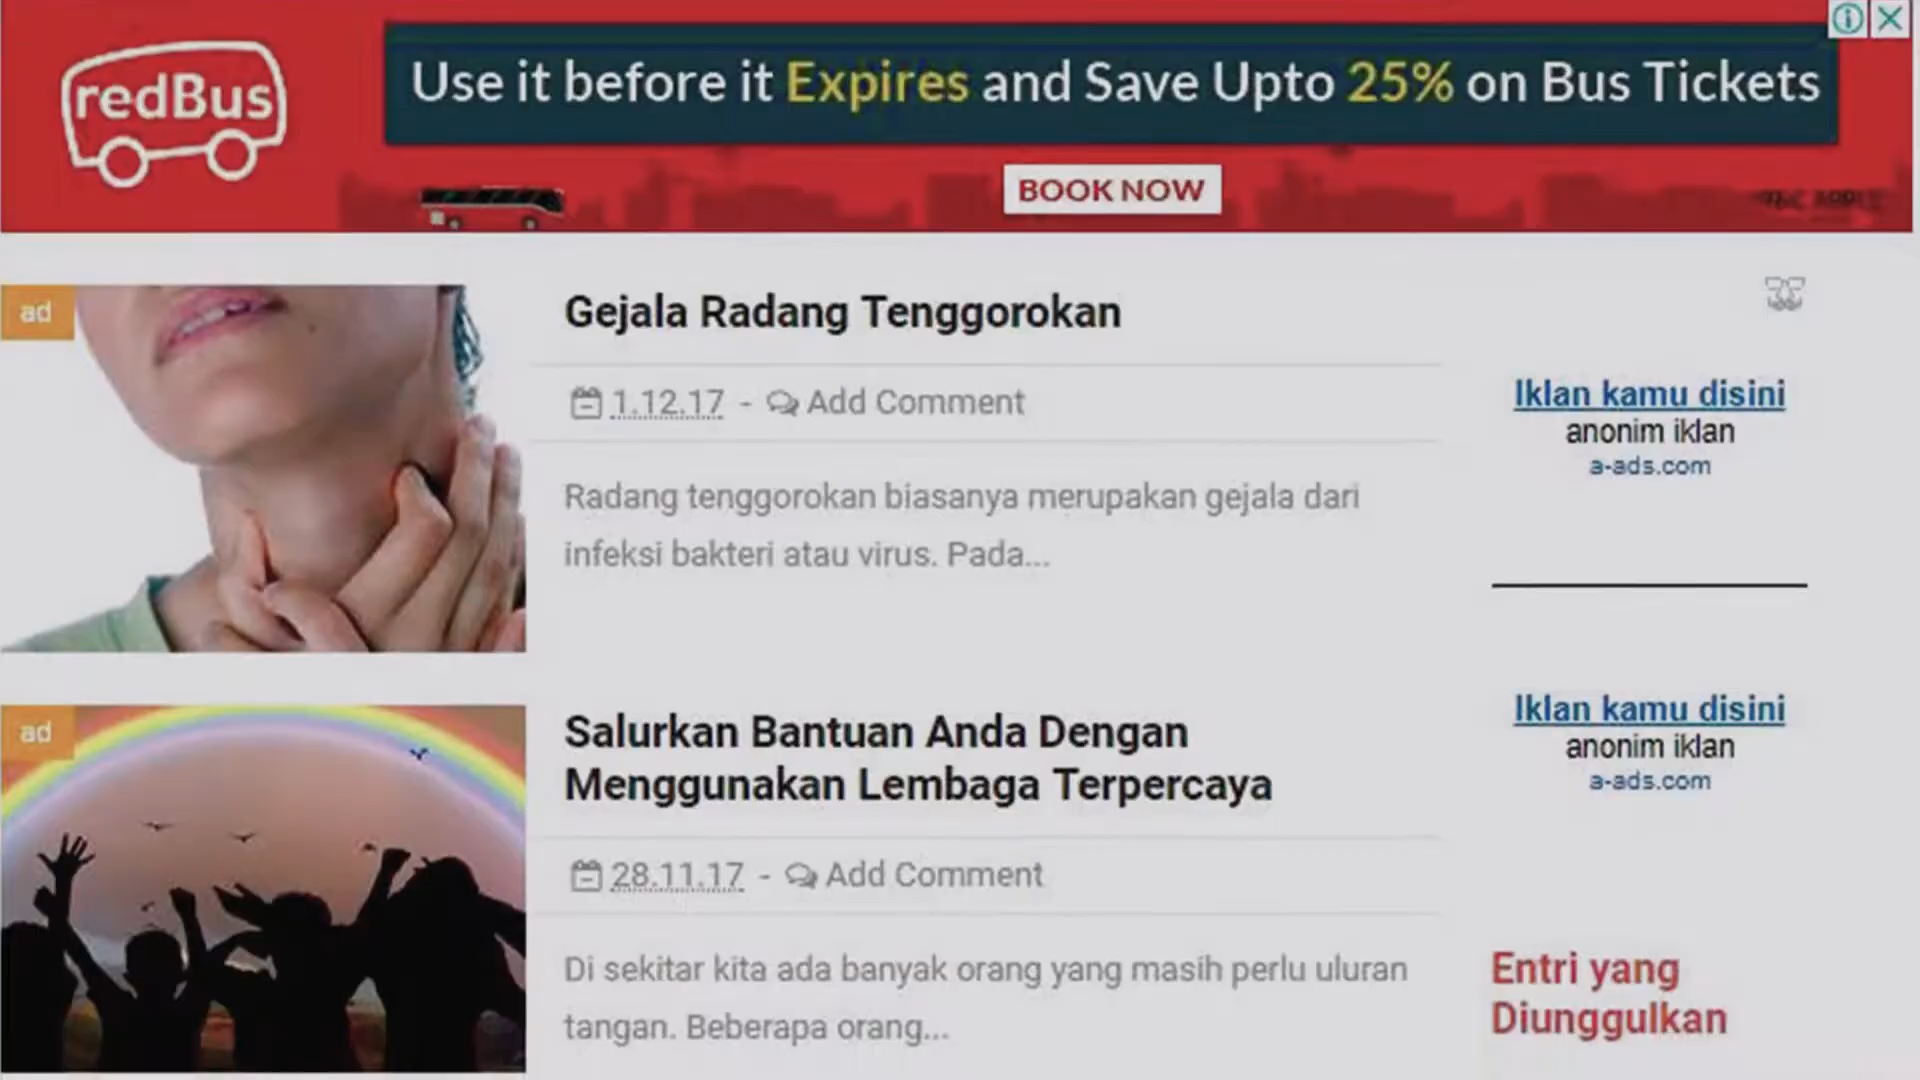 redBus
Use it before it Expires and Save Upto 25% on Bus Tickets
BOOK NOW
ad
Gejala Radang Tenggorokan
1.12.17 - Add Comment
Radang tenggorokan biasanya merupakan gejala dari
infeksi bakteri atau virus. Pada...
Iklan kamu disini
anonim iklan
a-ads.com
ad
Salurkan Bantuan Anda Dengan
Menggunakan Lembaga Terpercaya
28.11.17 - Add Comment
Di sekitar kita ada banyak orang yang masih perlu uluran
tangan. Beberapa orang...
Iklan kamu disini
anonim iklan
a-ads.com
Entri yang
Diunggulkan